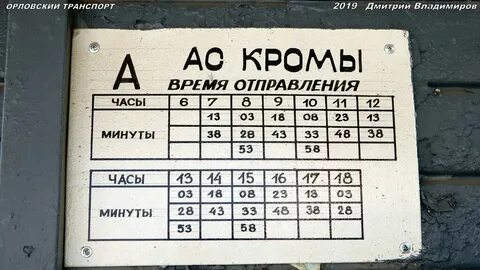 ОРЛОВСКИЙ ТРАНСПОРТ 2019 Дмитрий Владимиров
А АС КРОМЫ
ВРЕМЯ ОТПРАВЛЕНИЯ
ЧАСЫ 6 7 8 9 10 11 12
МИНУТЫ 13 03 18 08 23 13
38 28 43 33 48 38
53 58
ЧАСЫ 13 14 15 16 17 18
МИНУТЫ 03 18 08 23 13 03
28 43 33 48 38 28
53 58